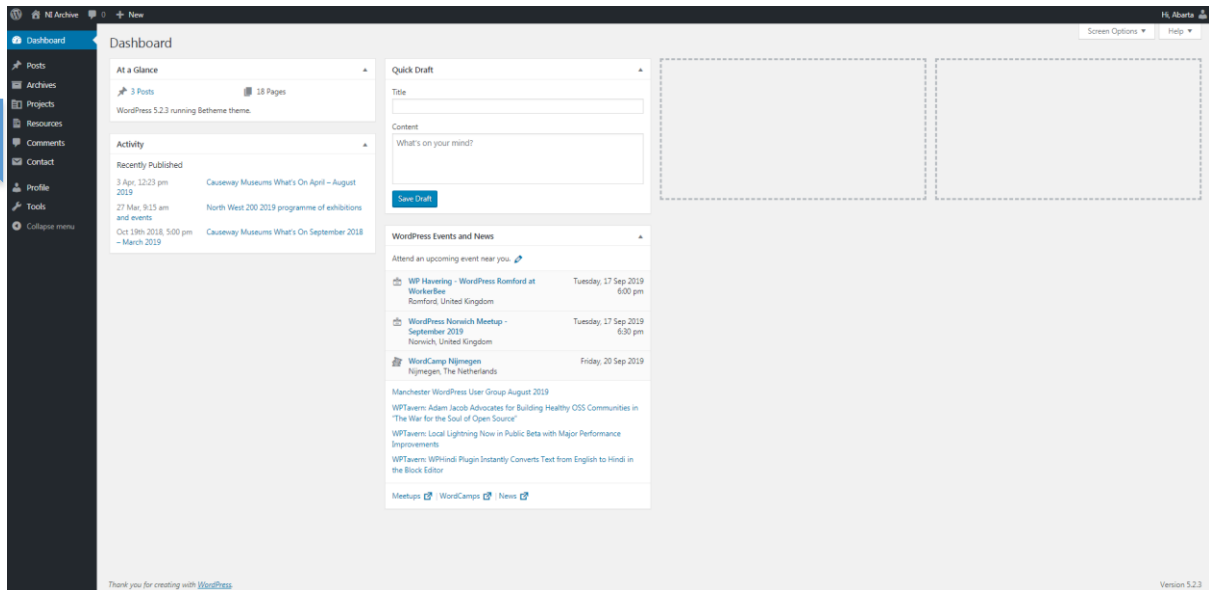 NI Archive 0 New
Hi, Abarta
Dashboard
Posts
Archives
Projects
Resources
Comments
Contact
Profile
Tools
Collapse menu
Screen Options
Help
Dashboard
At a Glance
3 Posts
18 Pages
WordPress 5.2.3 running Betheme theme.
Activity
Recently Published
3 Apr, 12:23 pm Causeway Museums What's On April – August
2019
27 Mar, 9:15 am North West 200 2019 programme of exhibitions
and events
Oct 19th 2018, 5:00 pm Causeway Museums What's On September 2018
– March 2019
Quick Draft
Title
Content
What's on your mind?
Save Draft
WordPress Events and News
Attend an upcoming event near you.
WP Havering - WordPress Romford at Tuesday, 17 Sep 2019
WorkerBee 6:00 pm
Romford, United Kingdom
WordPress Norwich Meetup - Tuesday, 17 Sep 2019
September 2019 6:30 pm
Norwich, United Kingdom
WordCamp Nijmegen Friday, 20 Sep 2019
Nijmegen, The Netherlands
Manchester WordPress User Group August 2019
WPTavern: Adam Jacob Advocates for Building Healthy OSS Communities in
"The War for the Soul of Open Source"
WPTavern: Local Lightning Now in Public Beta with Major Performance
Improvements
WPTavern: WPHindi Plugin Instantly Converts Text from English to Hindi in
the Block Editor
Meetups | WordCamps | News
Thank you for creating with WordPress.
Version 5.2.3